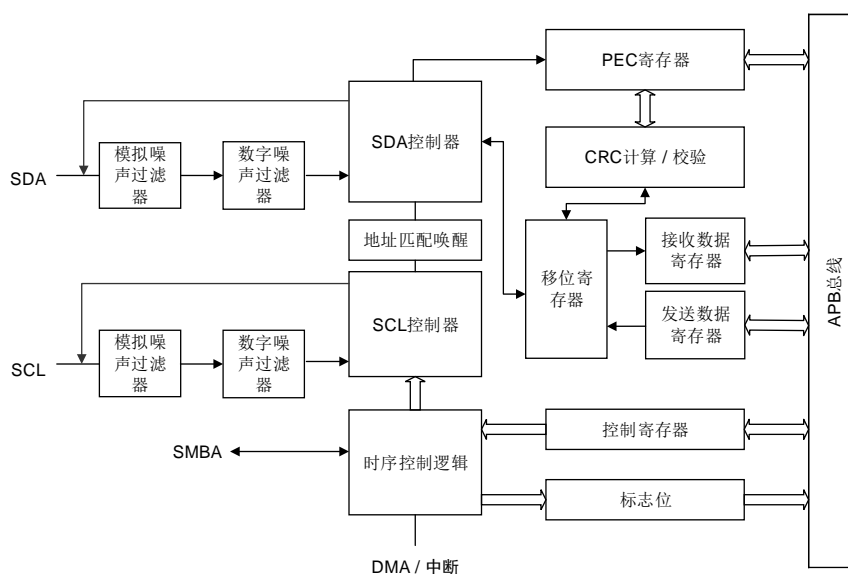 PEC寄存器
SDA控制器
CRC计算 / 校验
SDA
模拟噪
声过滤
器
数字噪
声过滤
器
地址匹配唤醒
移位寄
存器
接收数据
寄存器
发送数据
寄存器
APB总线
SCL控制器
SCL
模拟噪
声过滤
器
数字噪
声过滤
器
SMBA
时序控制逻辑
控制寄存器
标志位
DMA / 中断